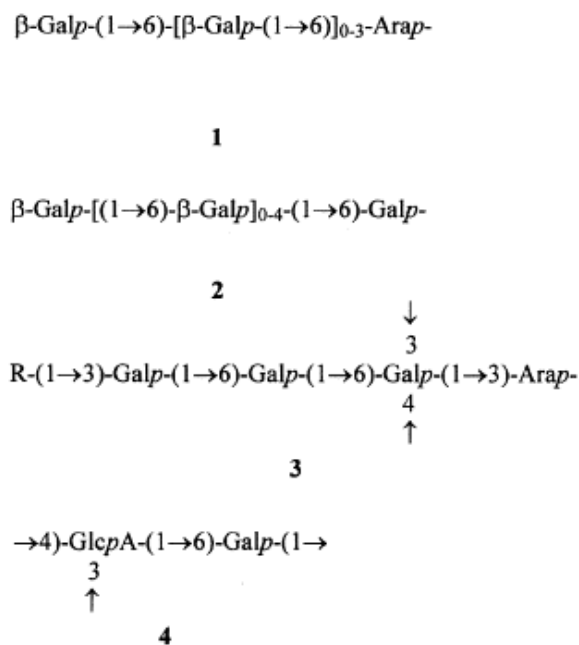 β-Galp-(1→6)-[β-Galp-(1→6)]0-3-Arap-
1
β-Galp-[(1→6)-β-Galp]0-4-(1→6)-Galp-
2
↓
3
R-(1→3)-Galp-(1→6)-Galp-(1→6)-Galp-(1→3)-Arap-
4
↑
3
→4)-GlcpA-(1→6)-Galp-(1→
3
↑
4